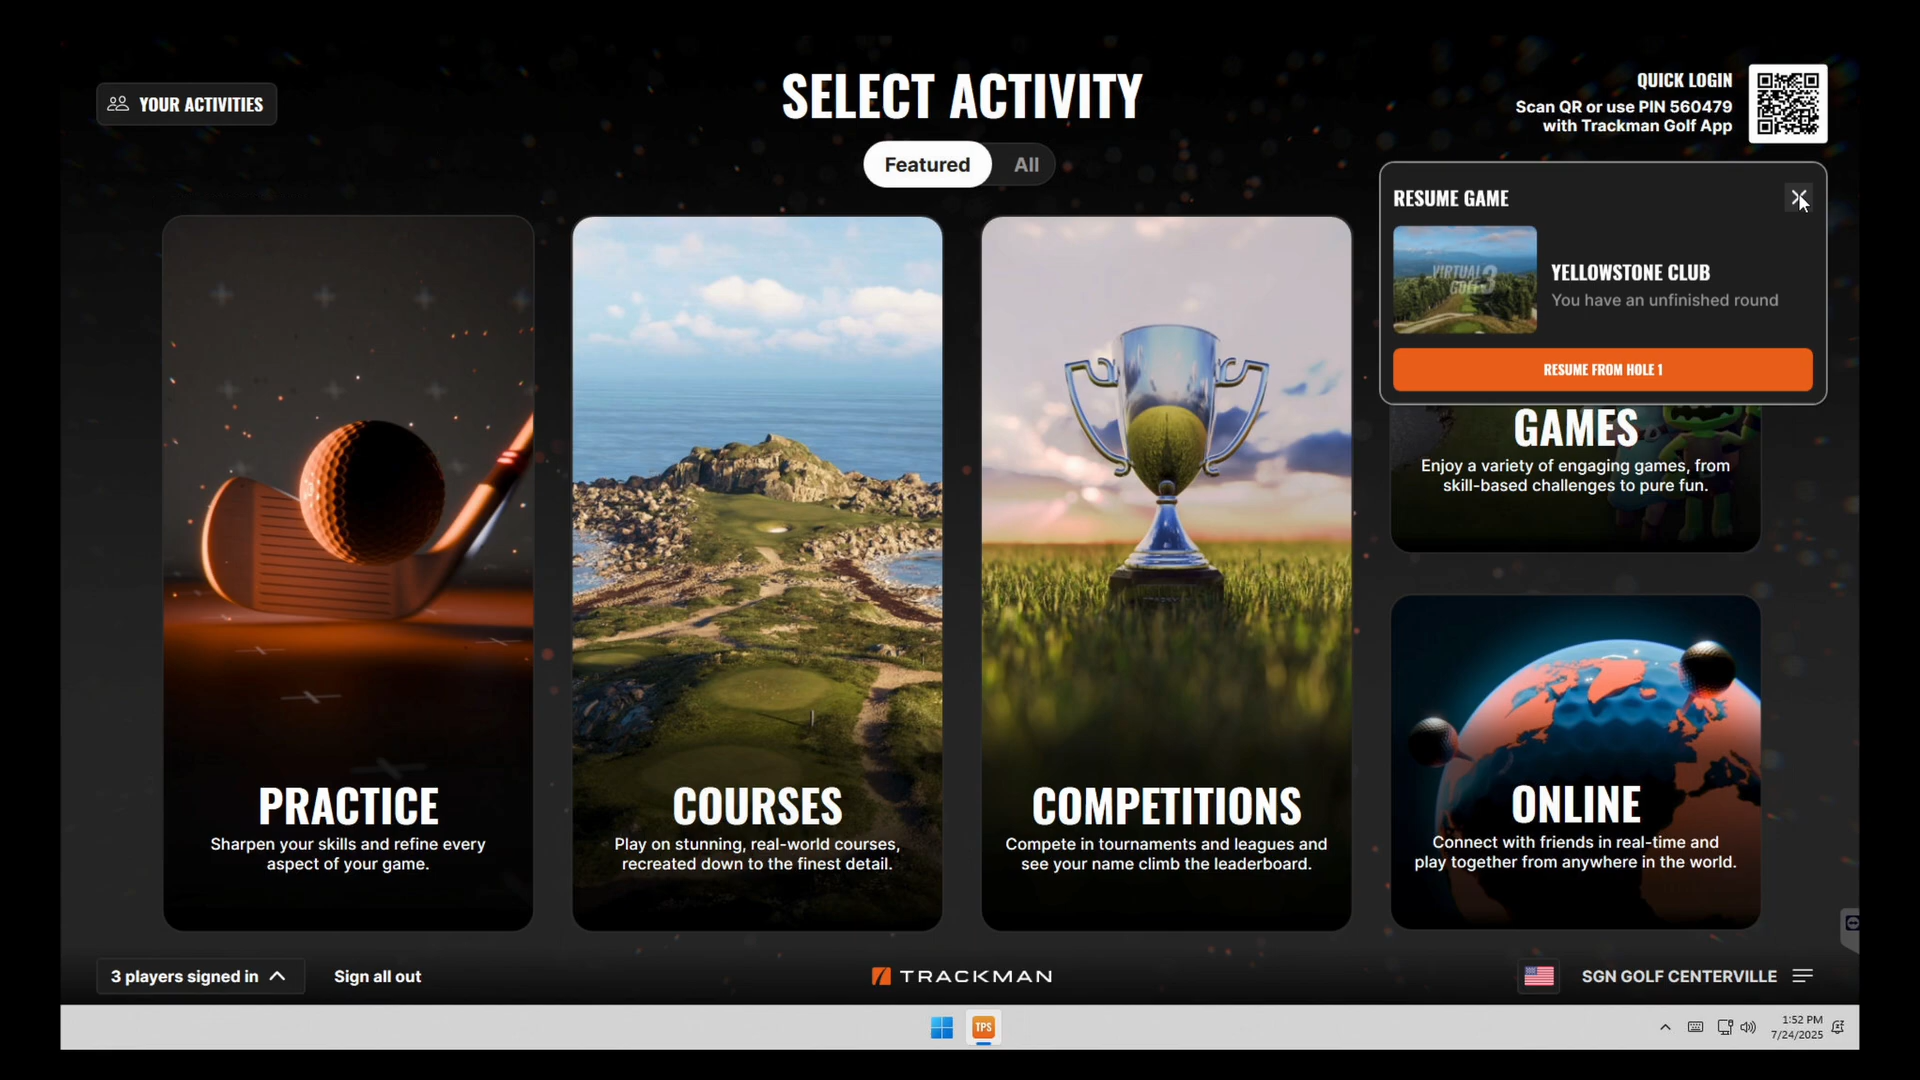 YOUR ACTIVITIES
SELECT ACTIVITY
QUICK LOGIN
Scan QR or use PIN 560479
with Trackman Golf App
Featured
All
RESUME GAME
VIRTUAL
GOLF 3
YELLOWSTONE CLUB
You have an unfinished round
RESUME FROM HOLE 1
GAMES
Enjoy a variety of engaging games, from
skill-based challenges to pure fun.
PRACTICE
Sharpen your skills and refine every
aspect of your game.
COURSES
Play on stunning, real-world courses,
recreated down to the finest detail.
COMPETITIONS
Compete in tournaments and leagues and
see your name climb the leaderboard.
ONLINE
Connect with friends in real-time and
play together from anywhere in the world.
3 players signed in
Sign all out
TRACKMAN
SGN GOLF CENTERVILLE
TPS
1:52 PM
7/24/2025